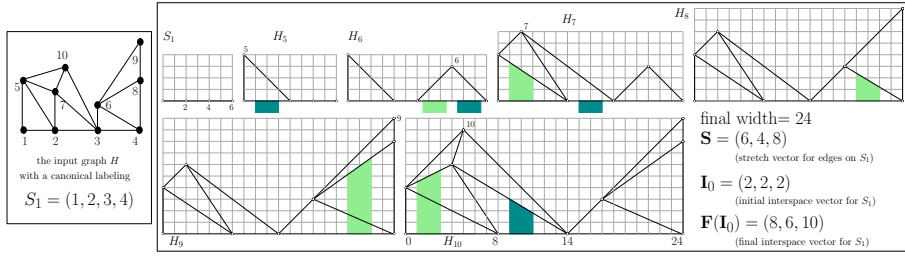 10
9
5
8
7
6
1
2
3
4
the input graph H
with a canonical labeling
S₁ = (1, 2, 3, 4)
S₁
2 4 6
H₅
5
H₆
6
H₇
7
H₈
8
9
H₉
10
0 H₁₀ 8 14 24
final width= 24
S = (6, 4, 8)
(stretch vector for edges on S₁)
I₀ = (2, 2, 2)
(initial interspace vector for S₁)
F(I₀) = (8, 6, 10)
(final interspace vector for S₁)